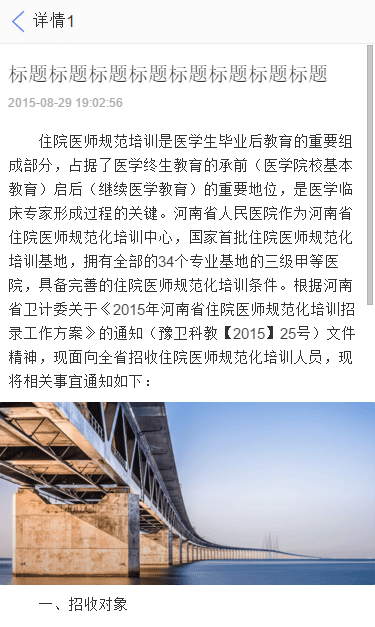 详情1
标题标题标题标题标题标题标题标题
2015-08-29 19:02:56
住院医师规范培训是医学生毕业后教育的重要组
成部分，占据了医学终生教育的承前（医学院校基本
教育）启后（继续医学教育）的重要地位，是医学临
床专家形成过程的关键。河南省人民医院作为河南省
住院医师规范化培训中心，国家首批住院医师规范化
培训基地，拥有全部的34个专业基地的三级甲等医
院，具备完善的住院医师规范化培训条件。根据河南
省卫计委关于《2015年河南省住院医师规范化培训招
录工作方案》的通知（豫卫科教【2015】25号）文件
精神，现面向全省招收住院医师规范化培训人员，现
将相关事宜通知如下：
一、招收对象